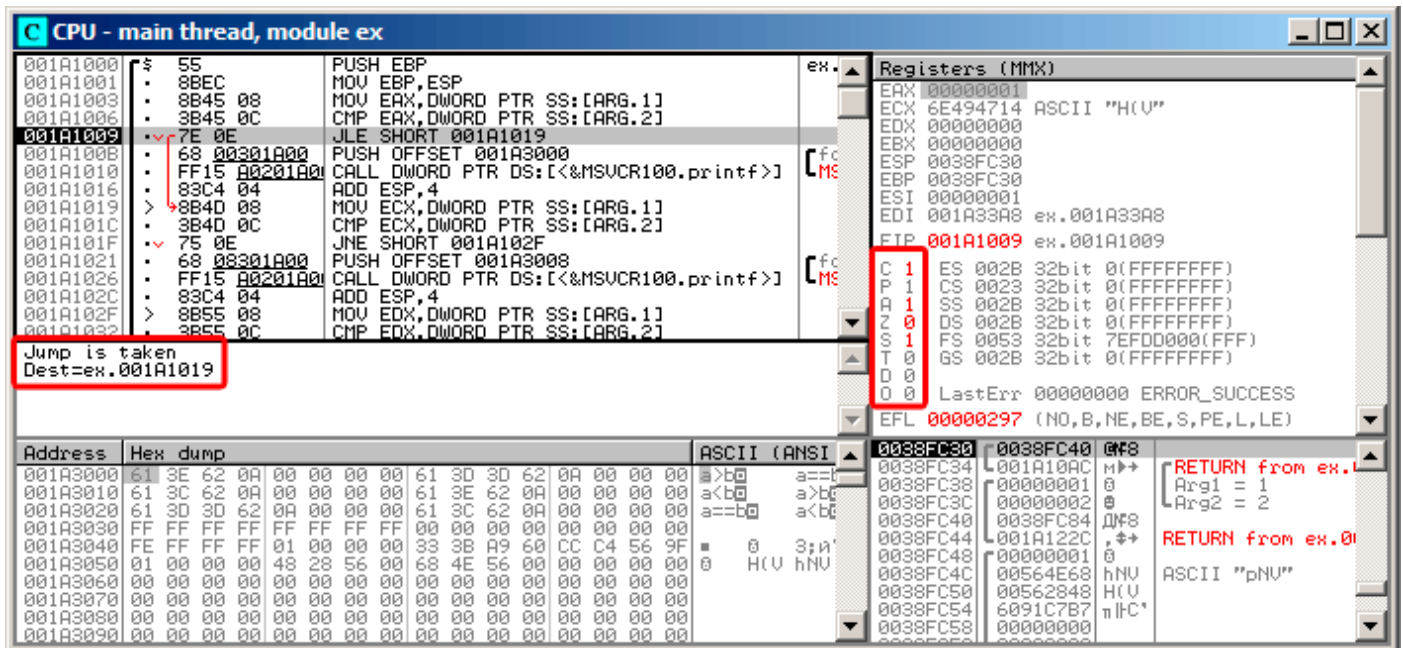 C CPU - main thread, module ex
001A1000 $ 55 PUSH EBP ex.
001A1001 . 8BEC MOV EBP,ESP
001A1003 . 8B45 08 MOV EAX,DWORD PTR SS:[ARG.1]
001A1006 . 3B45 0C CMP EAX,DWORD PTR SS:[ARG.2]
001A1009 . 7E 0E JLE SHORT 001A1019
001A100B . 68 00301A00 PUSH OFFSET 001A3000
001A1010 . FF15 A0201A00 CALL DWORD PTR DS:[<&MSVCR100.printf>] MS
001A1016 . 83C4 04 ADD ESP,4
001A1019 > 8B4D 08 MOV ECX,DWORD PTR SS:[ARG.1]
001A101C . 3B4D 0C CMP ECX,DWORD PTR SS:[ARG.2]
001A101F . 75 0E JNE SHORT 001A102F
001A1021 . 68 08301A00 PUSH OFFSET 001A3008
001A1026 . FF15 A0201A00 CALL DWORD PTR DS:[<&MSVCR100.printf>] MS
001A102C . 83C4 04 ADD ESP,4
001A102F > 8B55 08 MOV EDX,DWORD PTR SS:[ARG.1]
001A1032 . 3B55 0C CMP EDX,DWORD PTR SS:[ARG.2]
Jump is taken
Dest=ex.001A1019
Registers (MMX)
EAX 00000001
ECX 6E494714 ASCII "H(V"
EDX 00000000
EBX 00000000
ESP 0038FC30
EBP 0038FC30
ESI 00000001
EDI 001A33A8 ex.001A33A8
EIP 001A1009 ex.001A1009
C 1 ES 002B 32bit 0(FFFFFFFF)
P 1 CS 0023 32bit 0(FFFFFFFF)
A 1 SS 002B 32bit 0(FFFFFFFF)
Z 0 DS 002B 32bit 0(FFFFFFFF)
S 1 FS 0053 32bit 7EFDD000(FFF)
T 0 GS 002B 32bit 0(FFFFFFFF)
D 0
O 0 LastErr 00000000 ERROR_SUCCESS
EFL 00000297 (NO,B,NE,BE,S,PE,L,LE)
Address Hex dump ASCII (ANSI
001A3000 61 3E 62 0A 00 00 00 00 61 3D 3D 62 0A 00 00 00 a>b a==b
001A3010 61 3C 62 0A 00 00 00 00 61 3E 62 0A 00 00 00 00 a<b a>b
001A3020 61 3D 3D 62 0A 00 00 00 61 3C 62 0A 00 00 00 00 a==b a<b
001A3030 FF FF FF FF FF FF FF FF 00 00 00 00 00 00 00 00
001A3040 FE FF FF FF 01 00 00 00 33 3B A9 60 CC C4 56 9F 3;
001A3050 01 00 00 00 48 28 56 00 68 4E 56 00 00 00 00 00 H(V hNV
001A3060 00 00 00 00 00 00 00 00 00 00 00 00 00 00 00 00
001A3070 00 00 00 00 00 00 00 00 00 00 00 00 00 00 00 00
001A3080 00 00 00 00 00 00 00 00 00 00 00 00 00 00 00 00
001A3090 00 00 00 00 00 00 00 00 00 00 00 00 00 00 00 00
0038FC30 0038FC40
0038FC34 001A10AC RETURN from ex.
0038FC38 00000001 Arg1 = 1
0038FC3C 00000002 Arg2 = 2
0038FC40 0038FC84
0038FC44 001A122C RETURN from ex.0
0038FC48 00000001
0038FC4C 00564E68 hNV ASCII "pNV"
0038FC50 00562848 H(V
0038FC54 6091C7B7
0038FC58 00000000